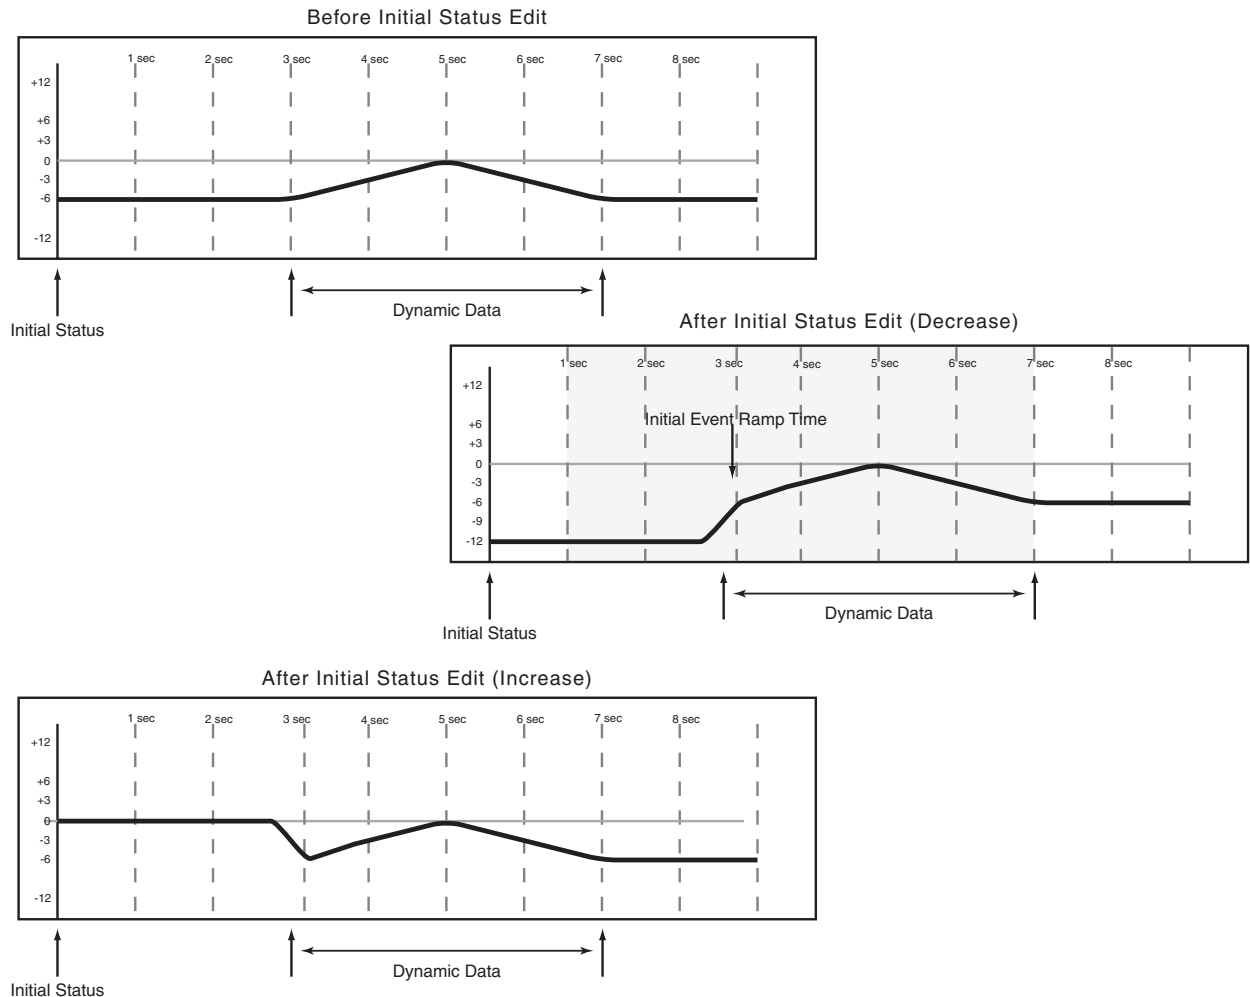 Before Initial Status Edit
1 sec 2 sec 3 sec 4 sec 5 sec 6 sec 7 sec 8 sec
+12
+6
+3
0
-3
-6
-12
Dynamic Data
Initial Status
After Initial Status Edit (Decrease)
1 sec 2 sec 3 sec 4 sec 5 sec 6 sec 7 sec 8 sec
+12
Initial Event Ramp Time
+6
+3
0
-3
-6
-9
-12
Dynamic Data
Initial Status
After Initial Status Edit (Increase)
1 sec 2 sec 3 sec 4 sec 5 sec 6 sec 7 sec 8 sec
+12
+6
+3
0
-3
-6
-12
Dynamic Data
Initial Status